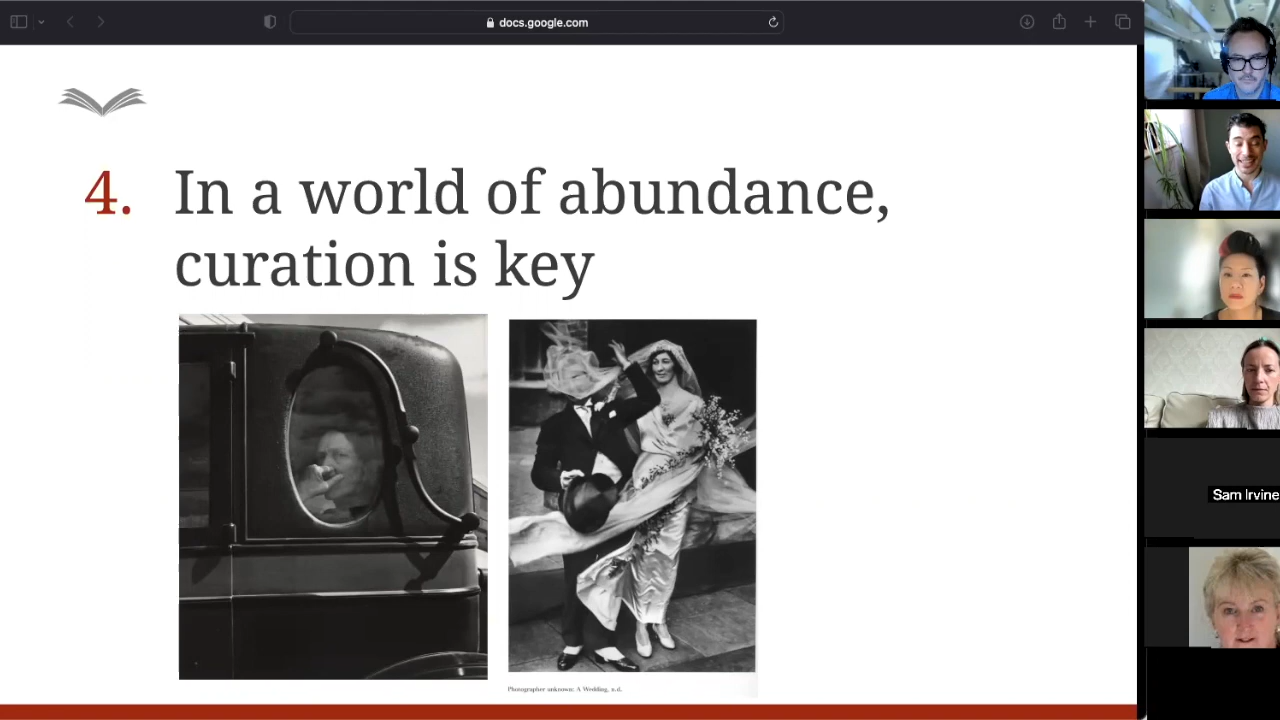 docs.google.com
4. In a world of abundance,
curation is key
Photographer unknown: A Wedding, n.d.
Sam Irvine